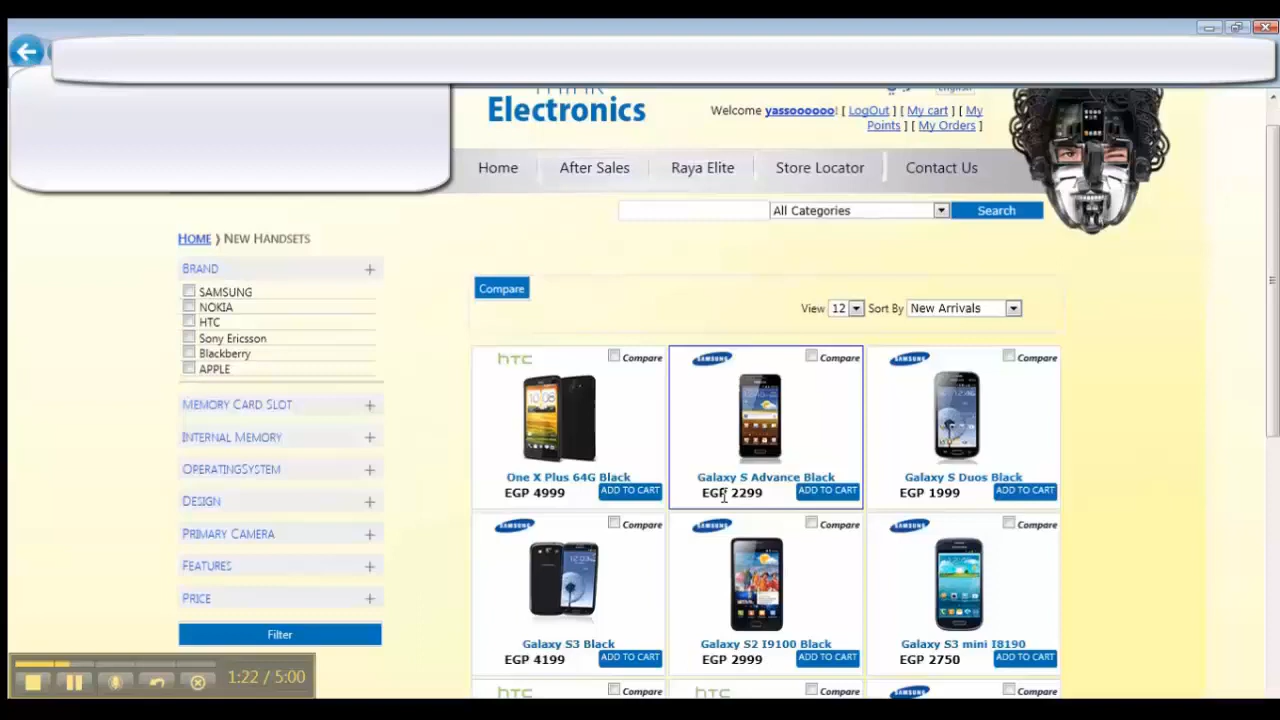 Electronics
English
Welcome yassoooooo! [ LogOut ] [ My cart ] [ My
Points ] [ My Orders ]
Home
After Sales
Raya Elite
Store Locator
Contact Us
All Categories
Search
HOME ❭ NEW HANDSETS
BRAND +
SAMSUNG
NOKIA
HTC
Sony Ericsson
Blackberry
APPLE
MEMORY CARD SLOT +
INTERNAL MEMORY +
OPERATINGSYSTEM +
DESIGN +
PRIMARY CAMERA +
FEATURES +
PRICE +
Filter
Compare
View 12 Sort By New Arrivals
hTC Compare
One X Plus 64G Black
EGP 4999 ADD TO CART
SAMSUNG Compare
Galaxy S Advance Black
EGP 2299 ADD TO CART
SAMSUNG Compare
Galaxy S Duos Black
EGP 1999 ADD TO CART
SAMSUNG Compare
Galaxy S3 Black
EGP 4199 ADD TO CART
SAMSUNG Compare
Galaxy S2 I9100 Black
EGP 2999 ADD TO CART
SAMSUNG Compare
Galaxy S3 mini I8190
EGP 2750 ADD TO CART
hTC Compare
hTC Compare
SAMSUNG Compare
1:22 / 5:00